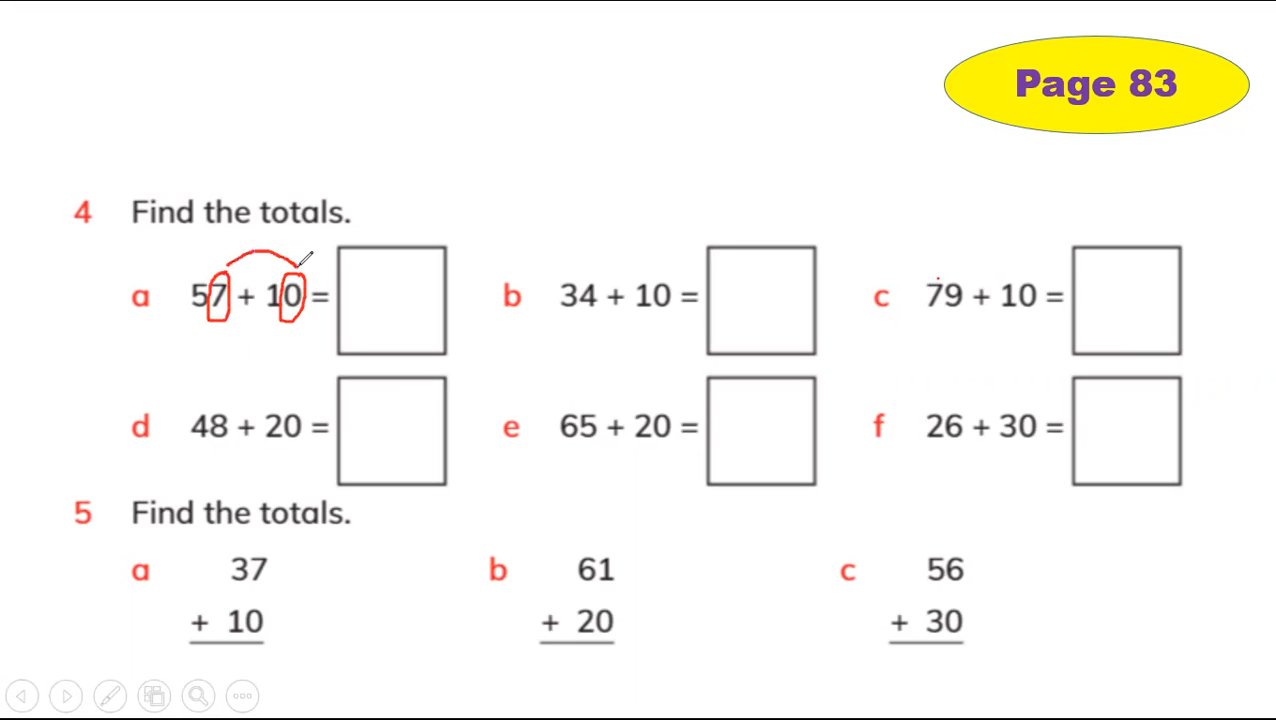 Page 83
4 Find the totals.
a 57 + 10 = b 34 + 10 = c 79 + 10 =
d 48 + 20 = e 65 + 20 = f 26 + 30 =
5 Find the totals.
a 37 b 61 c 56
+ 10 + 20 + 30